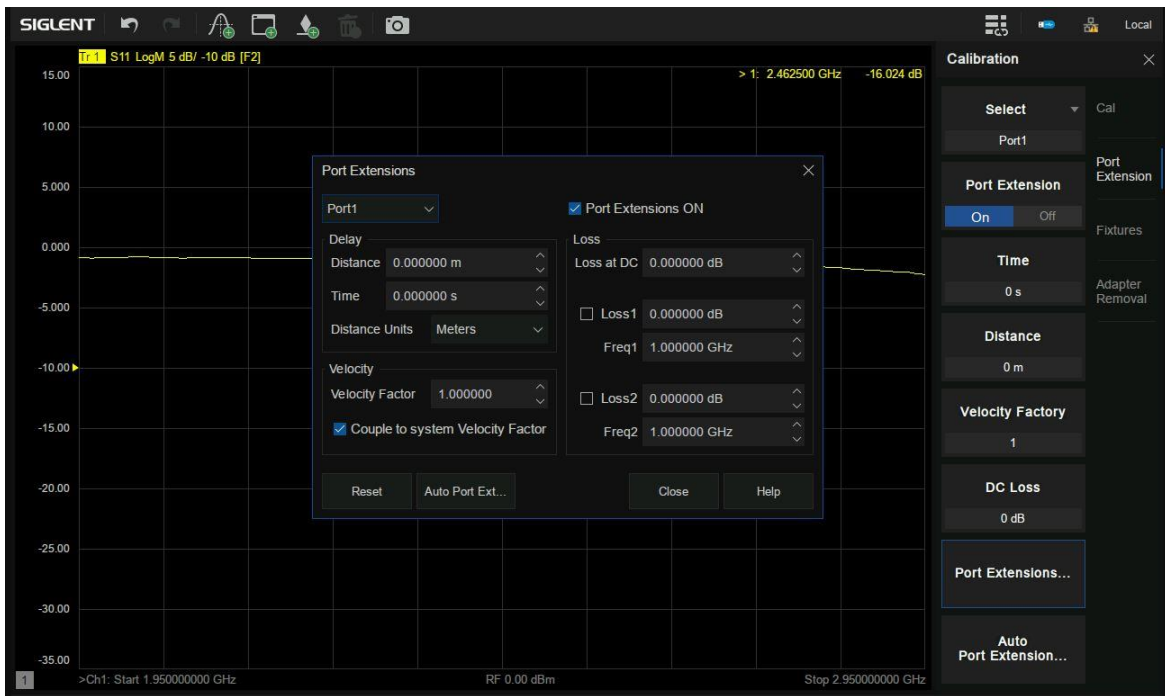 SIGLENT
Local
Tr 1 S11 LogM 5 dB/ -10 dB [F2]
> 1: 2.462500 GHz -16.024 dB
15.00
10.00
5.000
0.000
-5.000
-10.00
-15.00
-20.00
-25.00
-30.00
-35.00
1
>Ch1: Start 1.950000000 GHz
RF 0.00 dBm
Stop 2.950000000 GHz
Port Extensions
Port1
Port Extensions ON
Delay
Distance 0.000000 m
Time 0.000000 s
Distance Units Meters
Velocity
Velocity Factor 1.000000
Couple to system Velocity Factor
Loss
Loss at DC 0.000000 dB
Loss1 0.000000 dB
Freq1 1.000000 GHz
Loss2 0.000000 dB
Freq2 1.000000 GHz
Reset
Auto Port Ext...
Close
Help
Calibration
Select
Port1
Port Extension
On Off
Time
0 s
Distance
0 m
Velocity Factory
1
DC Loss
0 dB
Port Extensions...
Auto
Port Extension...
Cal
Port
Extension
Fixtures
Adapter
Removal